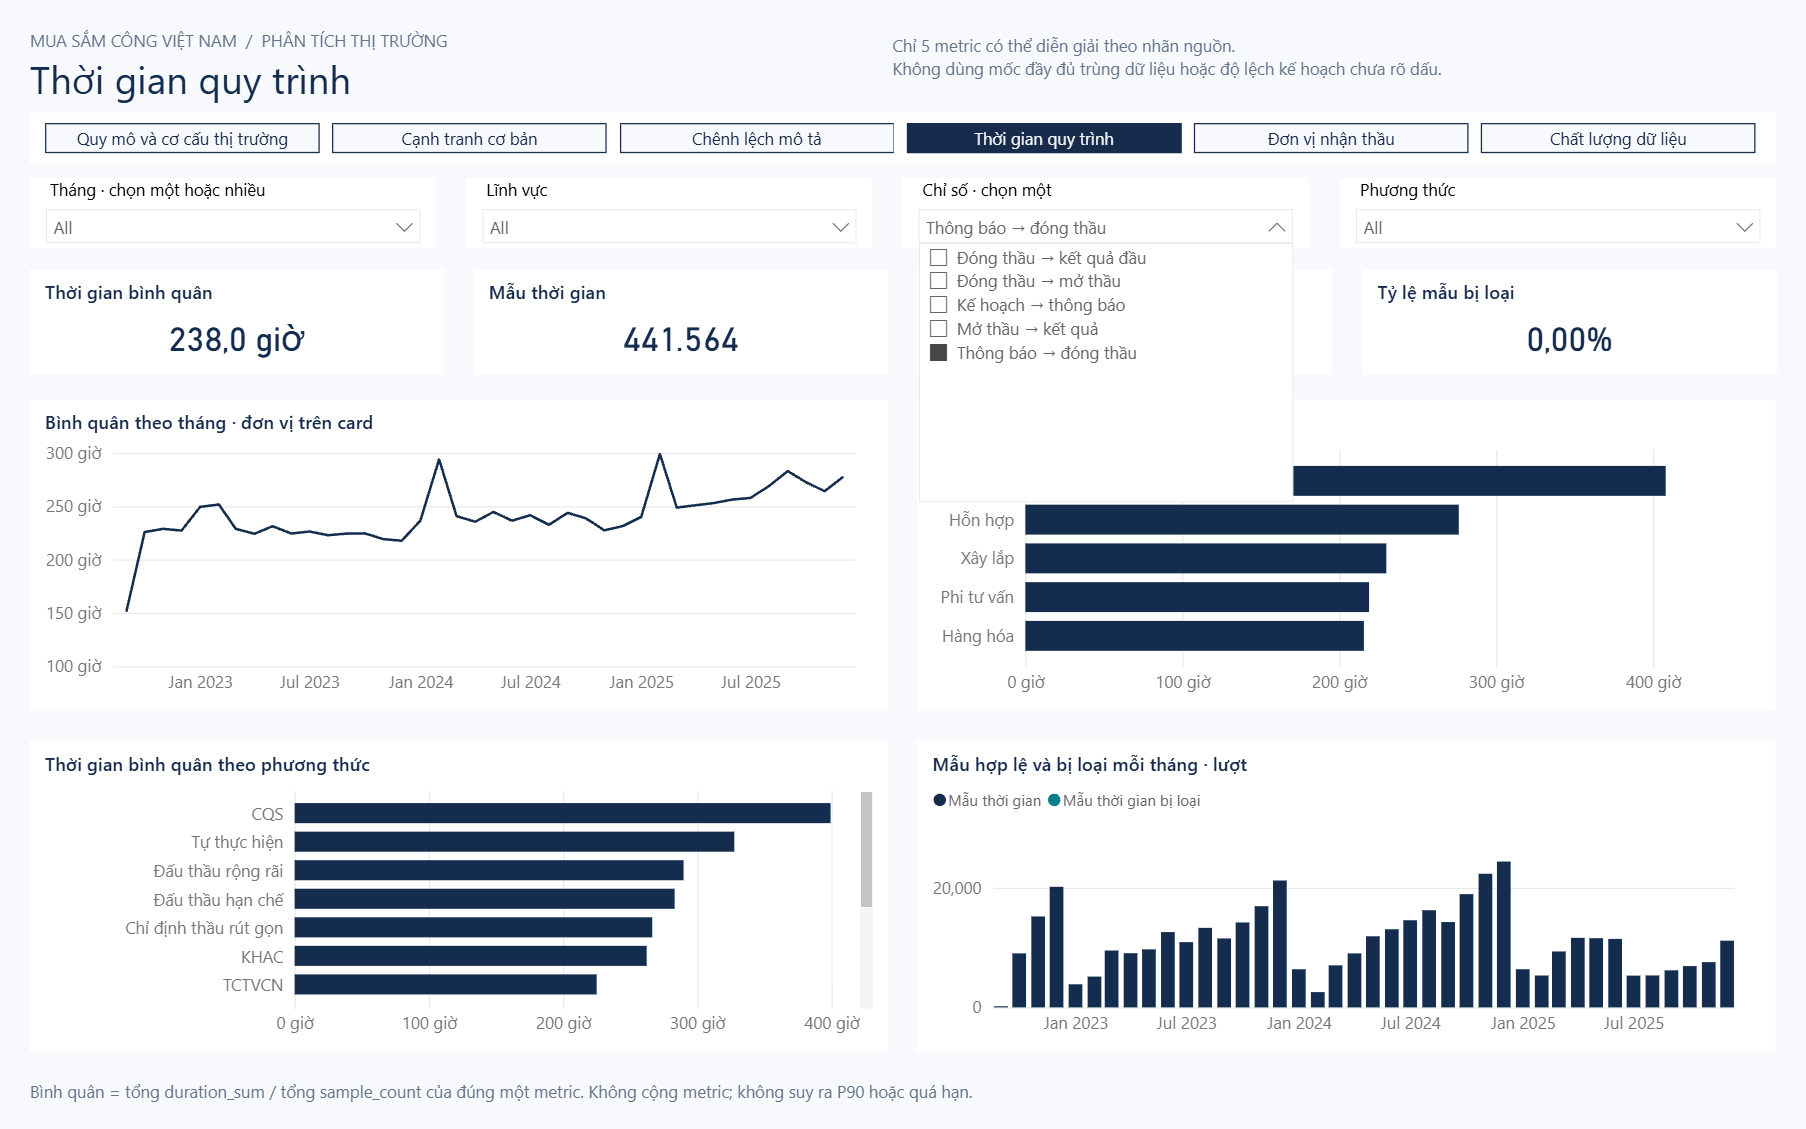 MUA SẮM CÔNG VIỆT NAM / PHÂN TÍCH THỊ TRƯỜNG
Thời gian quy trình
Chỉ 5 metric có thể diễn giải theo nhãn nguồn.
Không dùng mốc đầy đủ trùng dữ liệu hoặc độ lệch kế hoạch chưa rõ dấu.
Quy mô và cơ cấu thị trường
Cạnh tranh cơ bản
Chênh lệch mô tả
Thời gian quy trình
Đơn vị nhận thầu
Chất lượng dữ liệu
Tháng · chọn một hoặc nhiều
All
Lĩnh vực
All
Chỉ số · chọn một
Thông báo → đóng thầu
Đóng thầu → kết quả đầu
Đóng thầu → mở thầu
Kế hoạch → thông báo
Mở thầu → kết quả
Thông báo → đóng thầu
Phương thức
All
Thời gian bình quân
238,0 giờ
Mẫu thời gian
441.564
Tỷ lệ mẫu bị loại
0,00%
Bình quân theo tháng · đơn vị trên card
300 giờ
250 giờ
200 giờ
150 giờ
100 giờ
Jan 2023
Jul 2023
Jan 2024
Jul 2024
Jan 2025
Jul 2025
Hỗn hợp
Xây lắp
Phi tư vấn
Hàng hóa
0 giờ
100 giờ
200 giờ
300 giờ
400 giờ
Thời gian bình quân theo phương thức
CQS
Tự thực hiện
Đấu thầu rộng rãi
Đấu thầu hạn chế
Chỉ định thầu rút gọn
KHAC
TCTVCN
0 giờ
100 giờ
200 giờ
300 giờ
400 giờ
Mẫu hợp lệ và bị loại mỗi tháng · lượt
Mẫu thời gian
Mẫu thời gian bị loại
20,000
0
Jan 2023
Jul 2023
Jan 2024
Jul 2024
Jan 2025
Jul 2025
Bình quân = tổng duration_sum / tổng sample_count của đúng một metric. Không cộng metric; không suy ra P90 hoặc quá hạn.